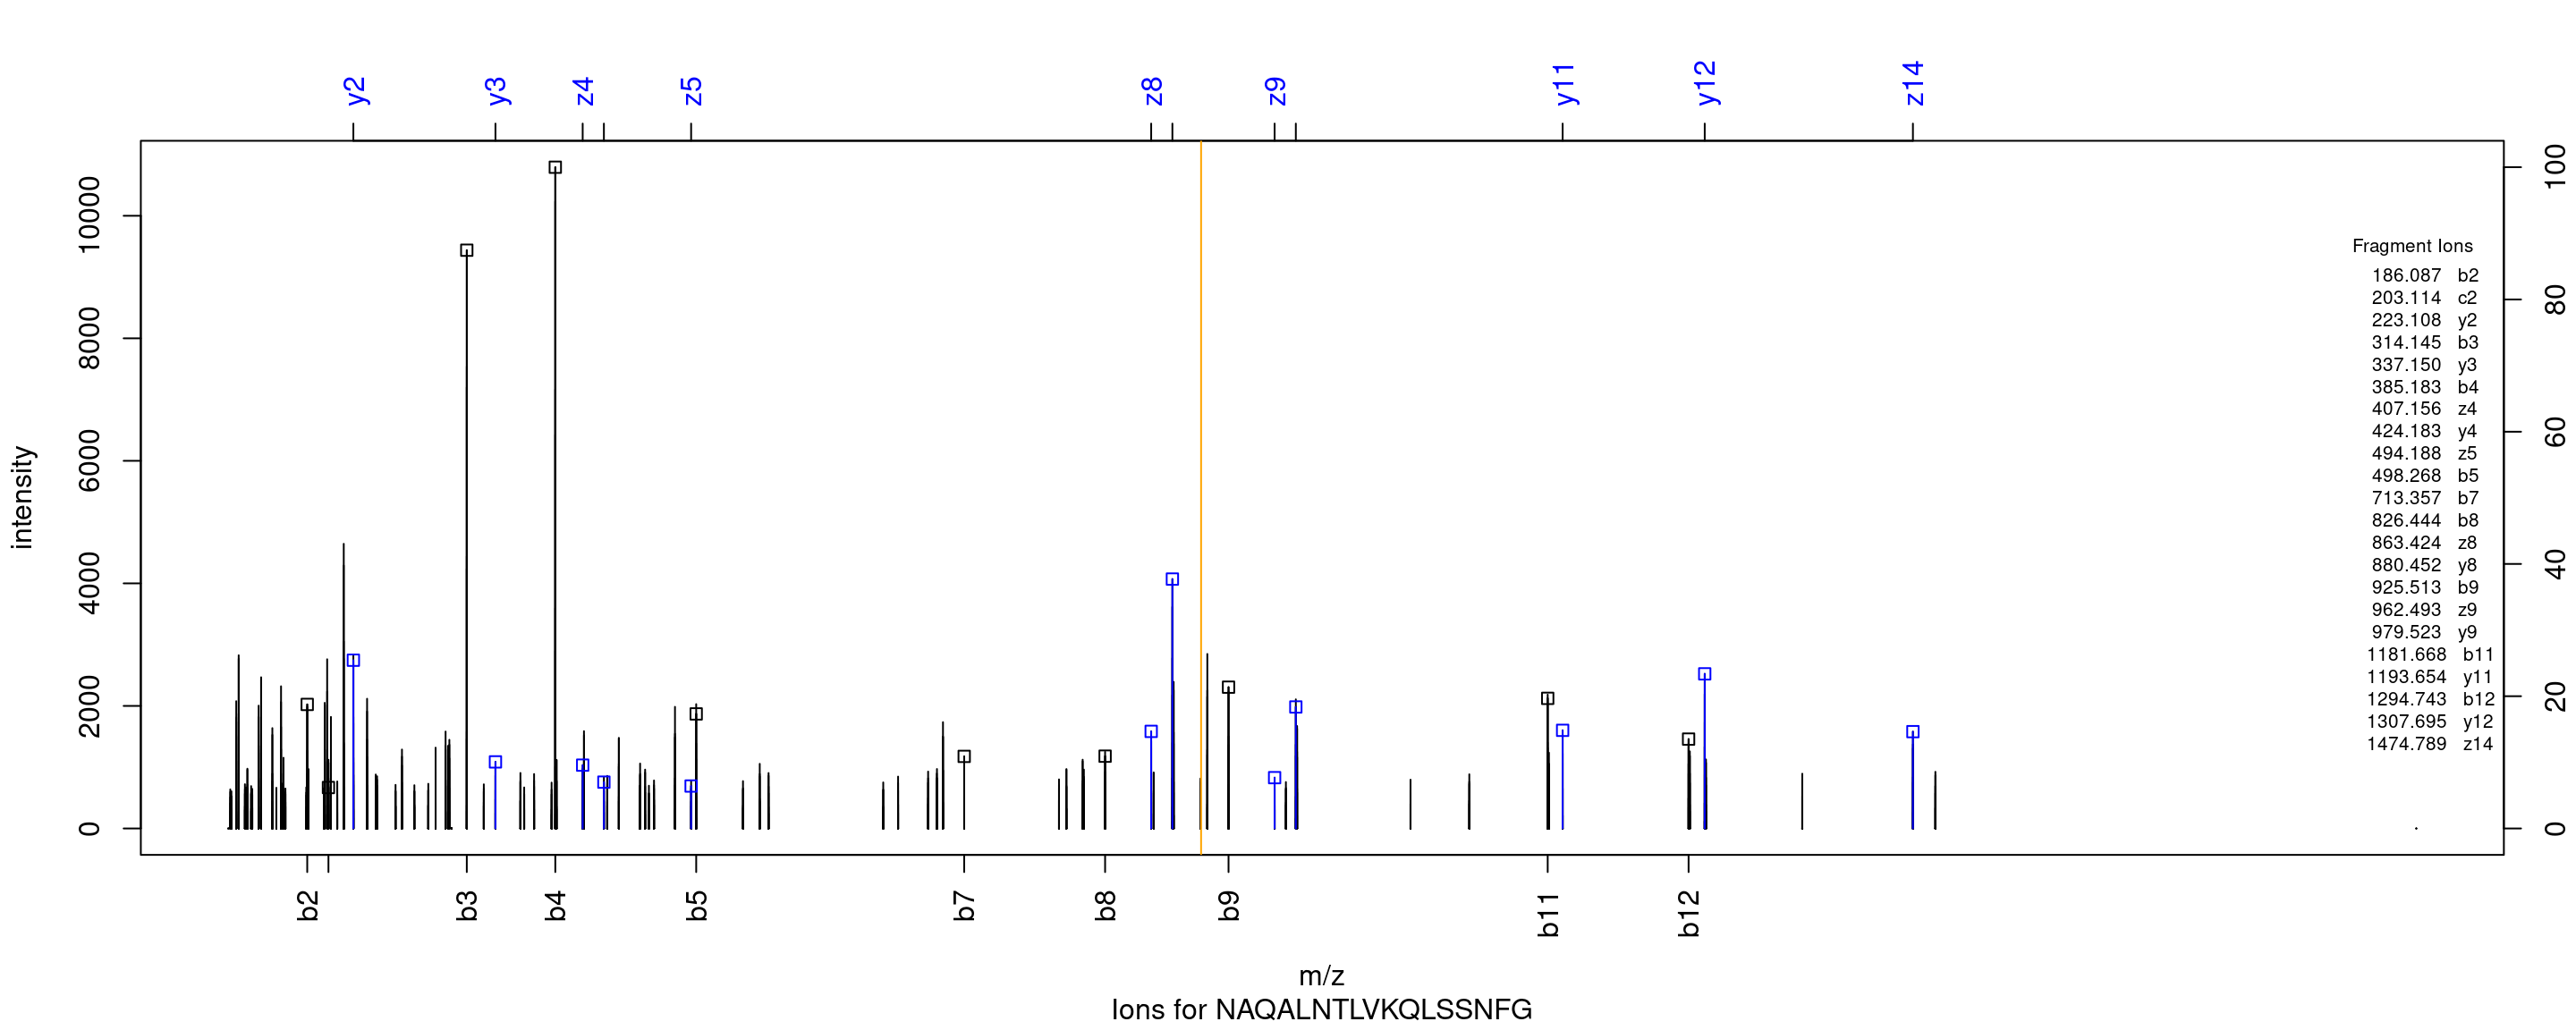 y2 y3 z4 z5 z8 z9 y11 y12 z14
intensity
0 2000 4000 6000 8000 10000
0 20 40 60 80 100
Fragment Ions
186.087 b2
203.114 c2
223.108 y2
314.145 b3
337.150 y3
385.183 b4
407.156 z4
424.183 y4
494.188 z5
498.268 b5
713.357 b7
826.444 b8
863.424 z8
880.452 y8
925.513 b9
962.493 z9
979.523 y9
1181.668 b11
1193.654 y11
1294.743 b12
1307.695 y12
1474.789 z14
b2 b3 b4 b5 b7 b8 b9 b11 b12
m/z
Ions for NAQALNTLVKQLSSNFG